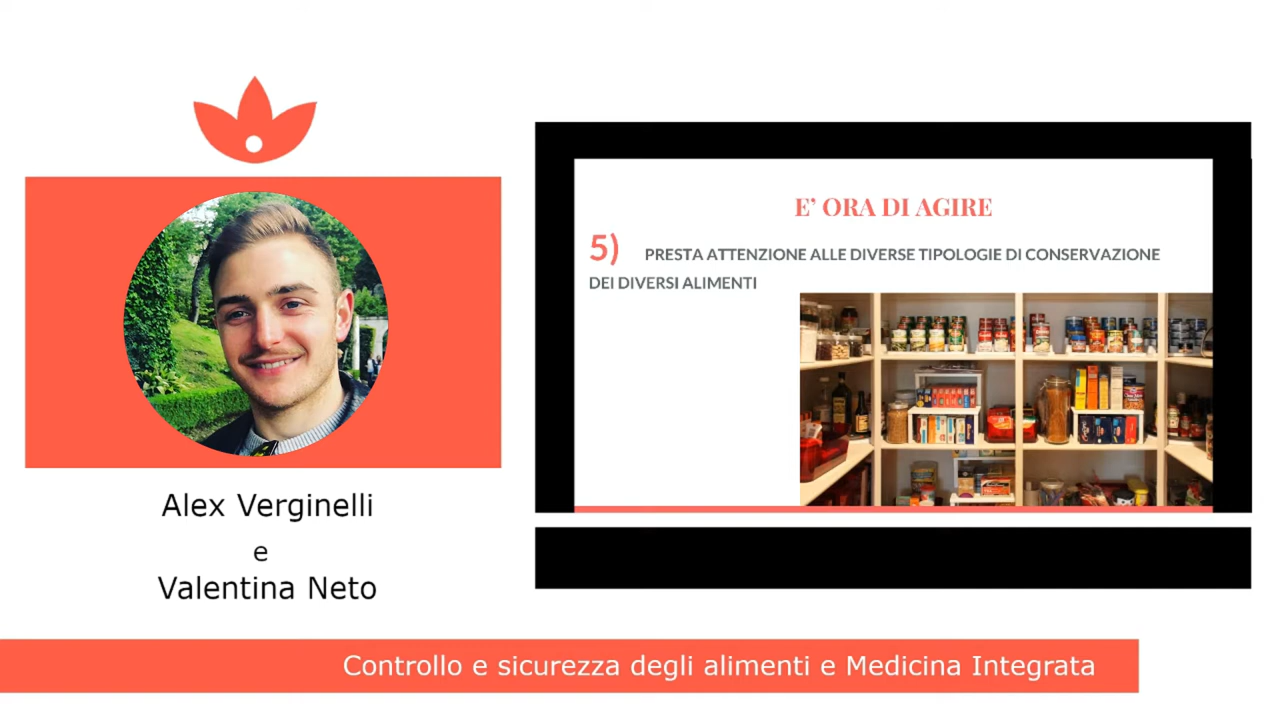 Alex Verginelli
e
Valentina Neto
E' ORA DI AGIRE
5) PRESTA ATTENZIONE ALLE DIVERSE TIPOLOGIE DI CONSERVAZIONE
DEI DIVERSI ALIMENTI
Controllo e sicurezza degli alimenti e Medicina Integrata